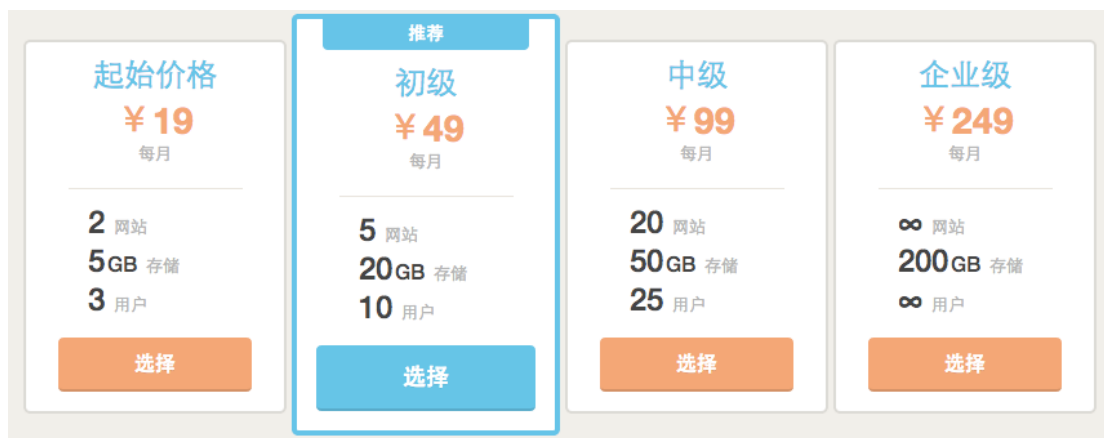 起始价格
￥19
每月
2 网站
5GB 存储
3 用户
选择
推荐
初级
￥49
每月
5 网站
20GB 存储
10 用户
选择
中级
￥99
每月
20 网站
50GB 存储
25 用户
选择
企业级
￥249
每月
∞ 网站
200GB 存储
∞ 用户
选择